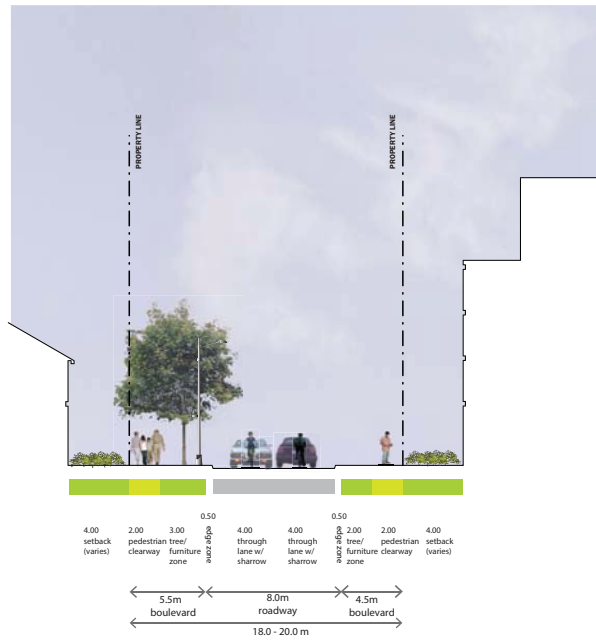 PROPERTY LINE
PROPERTY LINE
4.00
setback
(varies)
2.00
pedestrian
clearway
3.00
tree/
furniture
zone
0.50
edge zone
4.00
through
lane w/
sharrow
4.00
through
lane w/
sharrow
0.50
edge zone
2.00
tree/
furniture
zone
2.00
pedestrian
clearway
4.00
setback
(varies)
5.5m
boulevard
8.0m
roadway
4.5m
boulevard
18.0 - 20.0 m